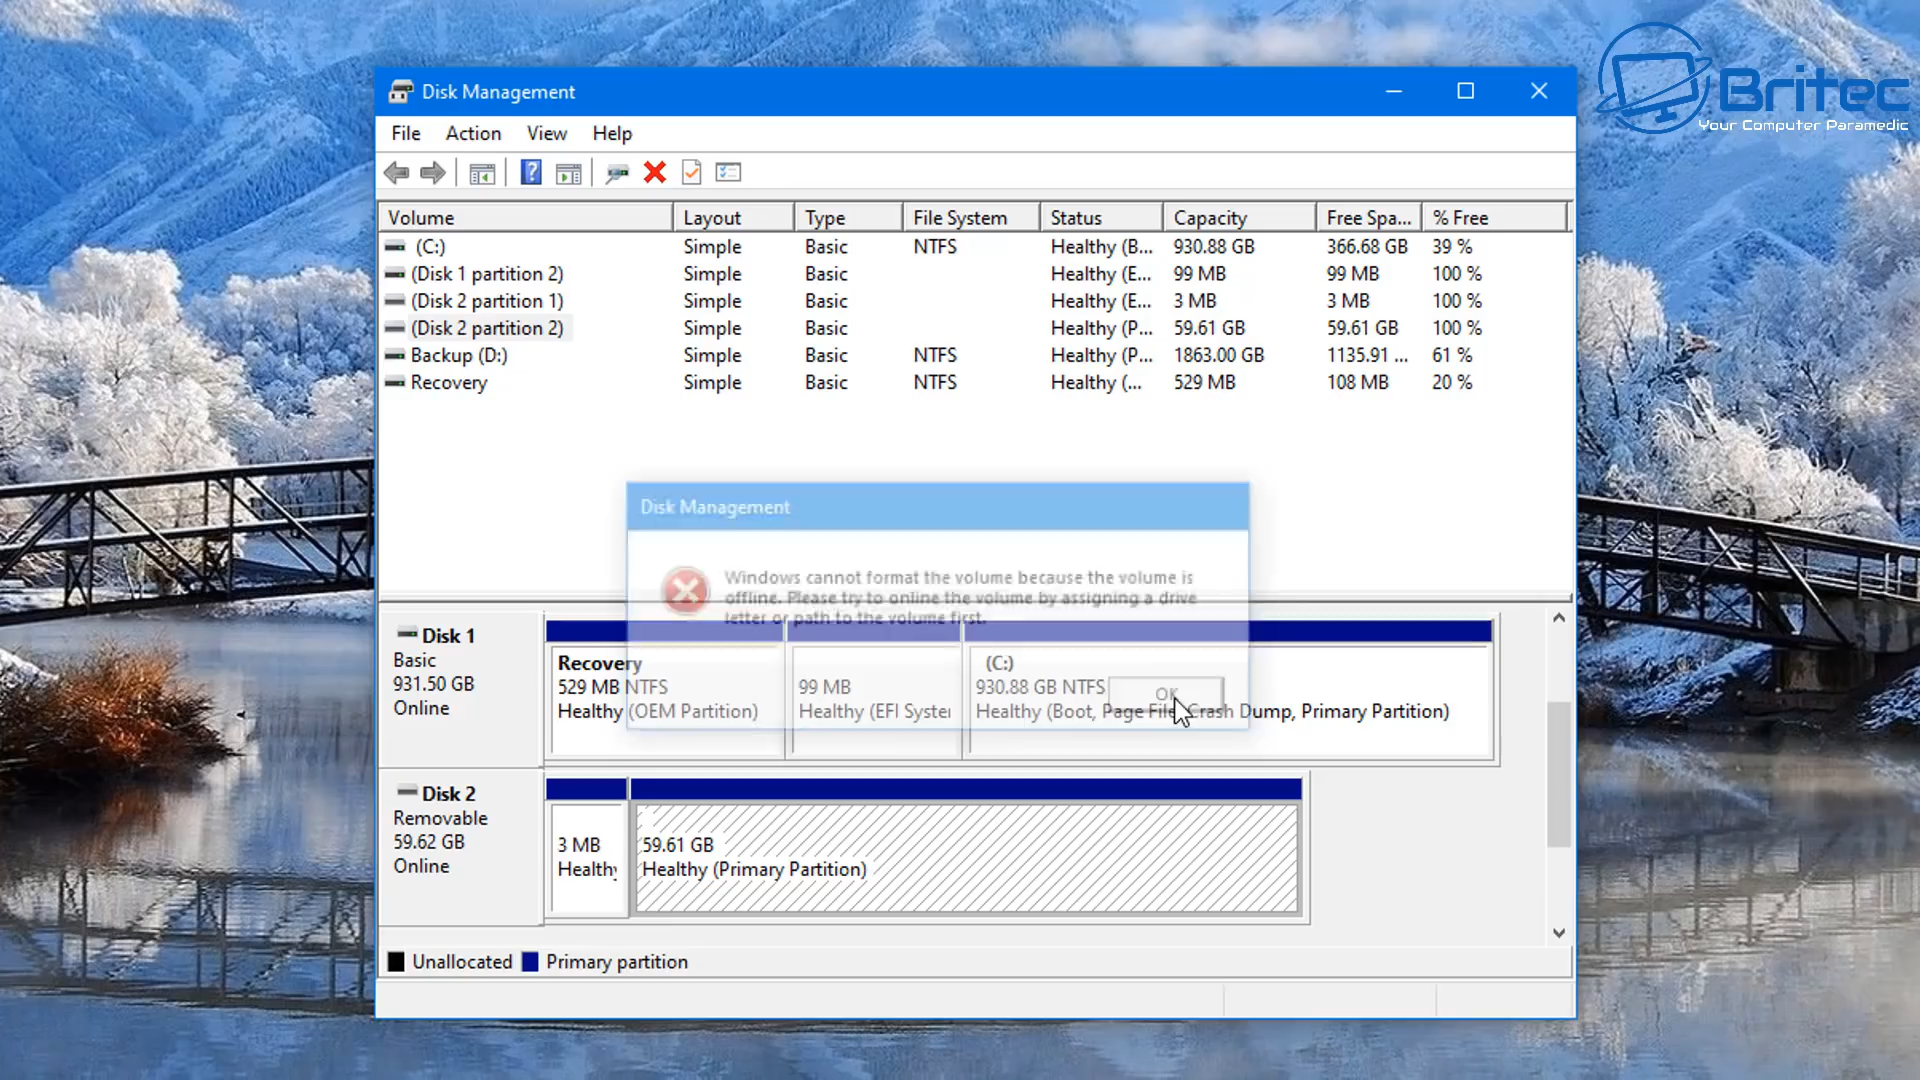 Britec
Your Computer Paramedic
Disk Management
File Action View Help
Volume Layout Type File System Status Capacity Free Spa... % Free
(C:) Simple Basic NTFS Healthy (B... 930.88 GB 366.68 GB 39 %
(Disk 1 partition 2) Simple Basic Healthy (E... 99 MB 99 MB 100 %
(Disk 2 partition 1) Simple Basic Healthy (E... 3 MB 3 MB 100 %
(Disk 2 partition 2) Simple Basic Healthy (P... 59.61 GB 59.61 GB 100 %
Backup (D:) Simple Basic NTFS Healthy (P... 1863.00 GB 1135.91 ... 61 %
Recovery Simple Basic NTFS Healthy (... 529 MB 108 MB 20 %
Disk Management
Windows cannot format the volume because the volume is
offline. Please try to online the volume by assigning a drive
letter or path to the volume first.
OK
Disk 1
Basic
931.50 GB
Online
Recovery
529 MB NTFS
Healthy (OEM Partition)
99 MB
Healthy (EFI Syster
(C:)
930.88 GB NTFS
Healthy (Boot, Page File, Crash Dump, Primary Partition)
Disk 2
Removable
59.62 GB
Online
3 MB
Healthy
59.61 GB
Healthy (Primary Partition)
Unallocated Primary partition